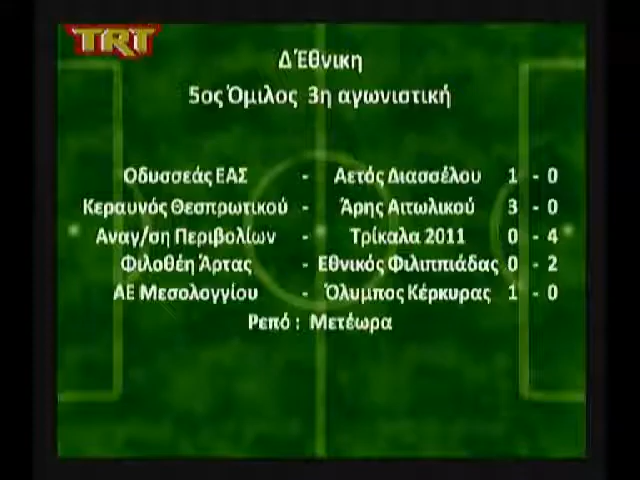 TRT
Δ΄Έθνικη
5ος Όμιλος 3η αγωνιστική
Οδυσσεάς ΕΑΣ - Αετός Διασσέλου 1 - 0
Κεραυνός Θεσπρωτικού - Άρης Αιτωλικού 3 - 0
Αναγ/ση Περιβολίων - Τρίκαλα 2011 0 - 4
Φιλοθέη Άρτας - Εθνικός Φιλιππιάδας 0 - 2
ΑΕ Μεσολογγίου - Όλυμπος Κέρκυρας 1 - 0
Ρεπό : Μετέωρα